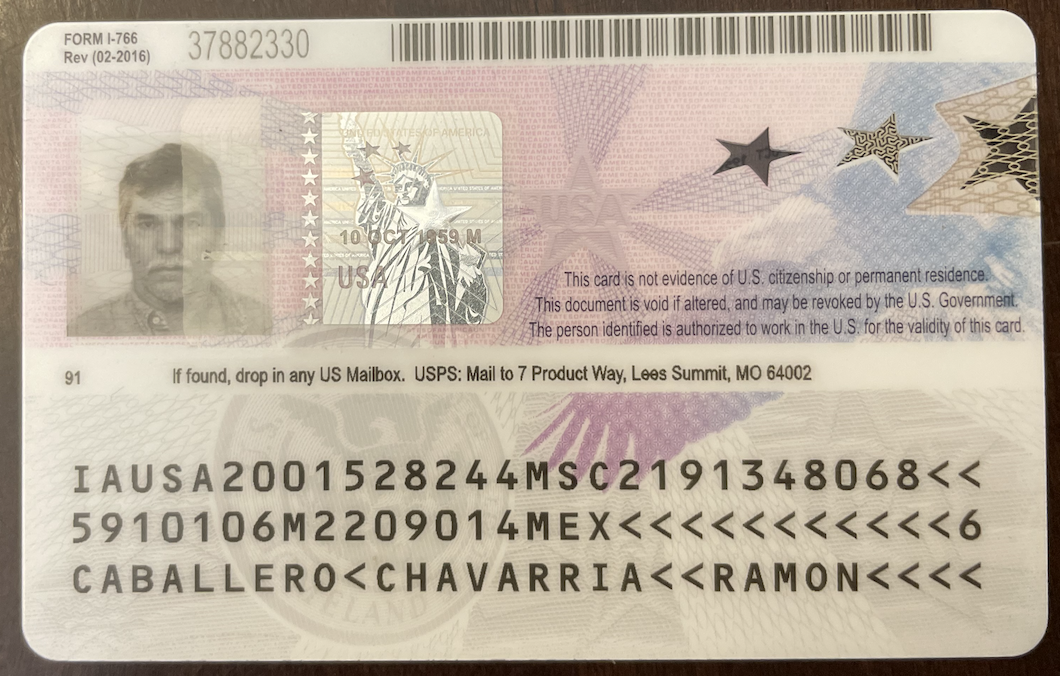 FORM I-766
Rev (02-2016)
37882330
UNITED STATES OF AMERICA
10 OCT 1959 M
USA
USA
This card is not evidence of U.S. citizenship or permanent residence.
This document is void if altered, and may be revoked by the U.S. Government.
The person identified is authorized to work in the U.S. for the validity of this card.
91
If found, drop in any US Mailbox. USPS: Mail to 7 Product Way, Lees Summit, MO 64002
IAUSA2001528244MSC2191348068<<
5910106M2209014MEX<<<<<<<<<<<6
CABALLERO<CHAVARRIA<<RAMON<<<<